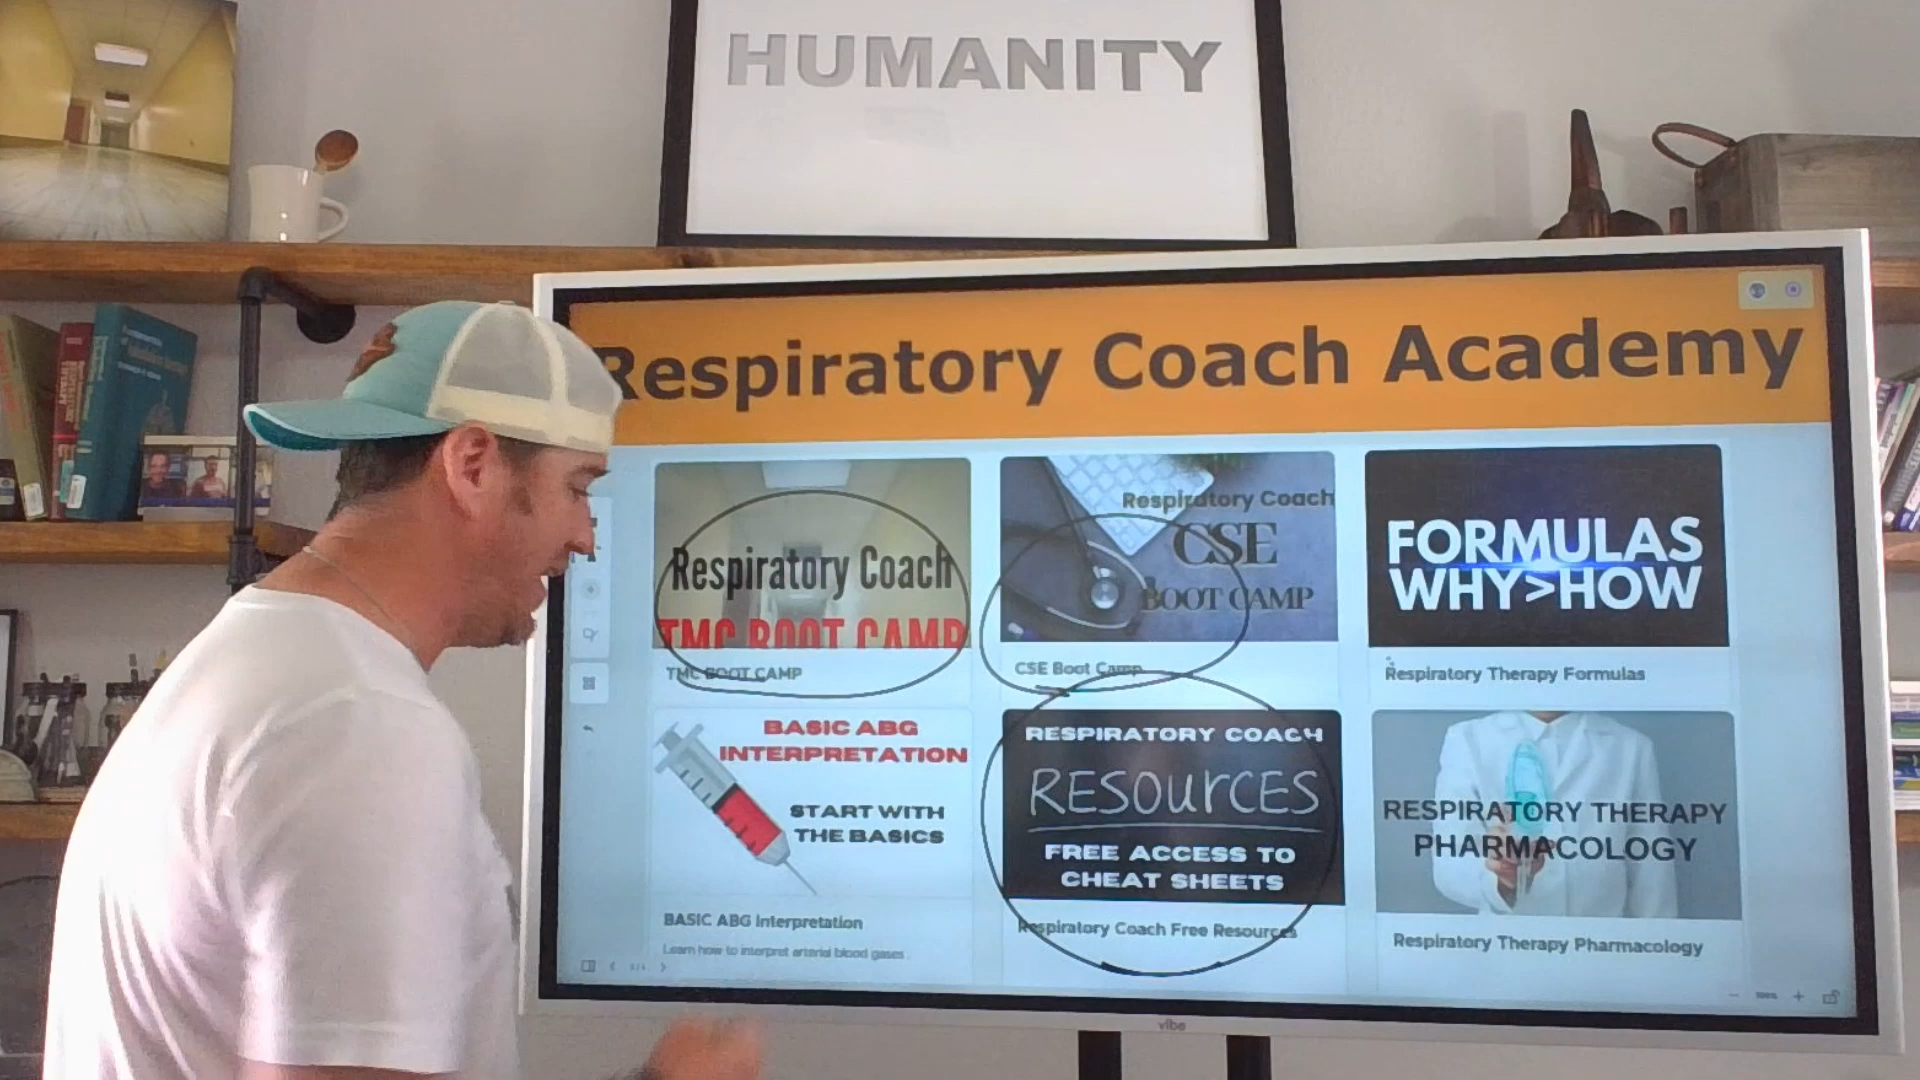 HUMANITY
Respiratory Coach Academy
Respiratory Coach
TMC BOOT CAMP
TMC BOOT CAMP
Respiratory Coach
CSE
BOOT CAMP
CSE Boot Camp
FORMULAS
WHY>HOW
Respiratory Therapy Formulas
BASIC ABG
INTERPRETATION
START WITH
THE BASICS
BASIC ABG Interpretation
Learn how to interpret arterial blood gases
RESPIRATORY COACH
RESOURCES
FREE ACCESS TO
CHEAT SHEETS
Respiratory Coach Free Resources
RESPIRATORY THERAPY
PHARMACOLOGY
Respiratory Therapy Pharmacology
100%
vibe